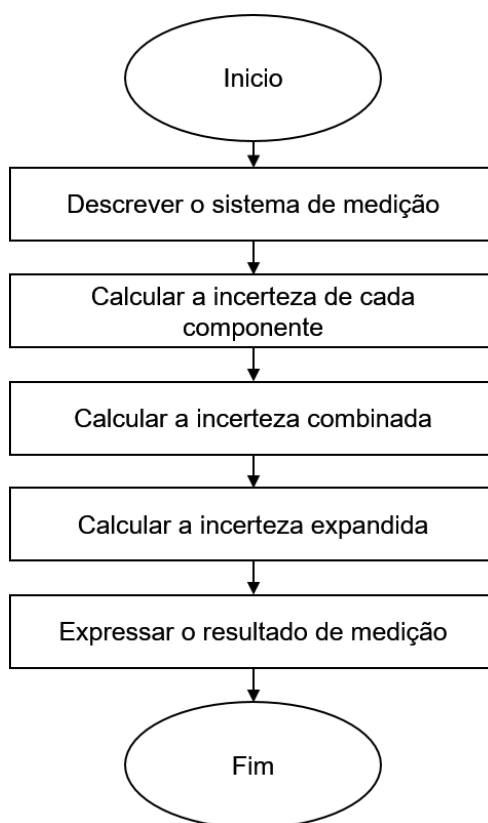 Inicio
Descrever o sistema de medição
Calcular a incerteza de cada
componente
Calcular a incerteza combinada
Calcular a incerteza expandida
Expressar o resultado de medição
Fim